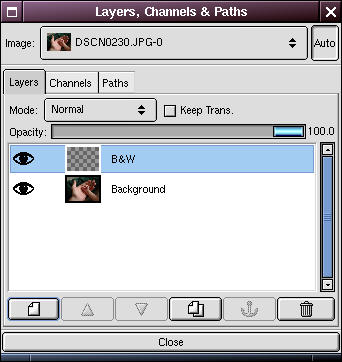 Layers, Channels & Paths
Image: DSCN0230.JPG-0 Auto
Layers Channels Paths
Mode: Normal Keep Trans.
Opacity: 100.0
B&W
Background
Close